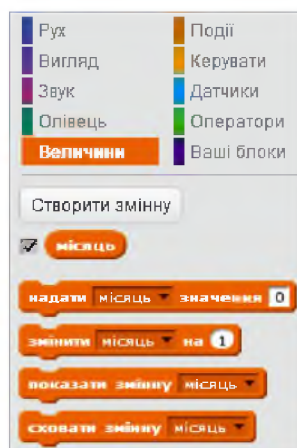 Рух
Події
Вигляд
Керувати
Звук
Датчики
Олівець
Оператори
Величини
Ваші блоки
Створити змінну
місяць
надати місяць значення 0
змінити місяць на 1
показати змінну місяць
сховати змінну місяць